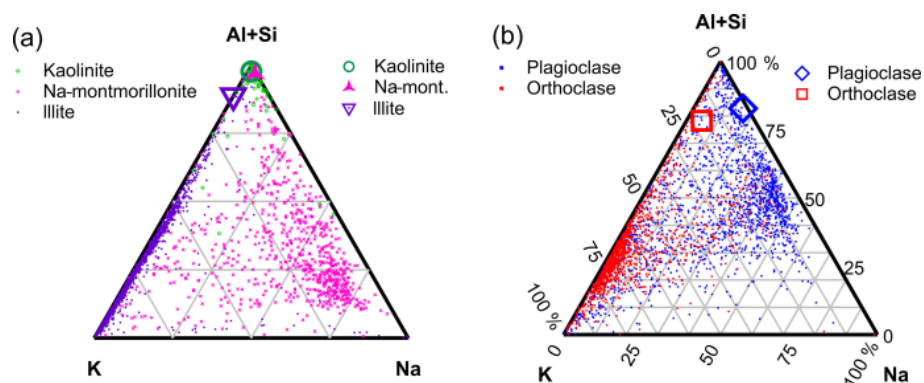 (a)
Al+Si
Kaolinite
Na-montmorillonite
Illite
Kaolinite
Na-mont.
Illite
K
Na
(b)
Al+Si
Plagioclase
Orthoclase
Plagioclase
Orthoclase
0
25
50
75
100 %
100 %
75
50
25
0
0
25
50
75
100 %
K
Na